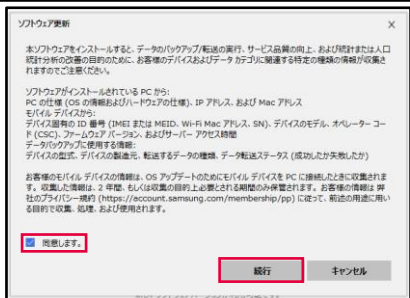 ソフトウェア更新
本ソフトウェアをインストールすると、データのバックアップ/転送の実行、サービス品質の向上、および統計または人口
統計分析の改善の目的のために、お客様のデバイスおよびデータ カテゴリに関連する特定の種類の情報が収集さ
れますのでご注意ください。
ソフトウェアがインストールされている PC から:
PC の仕様 (OS の情報およびハードウェアの仕様)、IP アドレス、および Mac アドレス
モバイル デバイスから:
デバイス固有の ID 番号 (IMEI または MEID、Wi-Fi Mac アドレス、SN)、デバイスのモデル、オペレーター コー
ド (CSC)、ファームウェア バージョン、およびサーバー アクセス時間
データバックアップに使用する情報:
デバイスの型式、デバイスの製造元、転送するデータの種類、データ転送ステータス (成功したか失敗したか)
お客様のモバイル デバイスの情報は、OS アップデートのためにモバイル デバイスを PC に接続したときに収集されま
す。収集した情報は、2 年間、もしくは収集の目的上必要とされる期間のみ保管されます。お客様の情報は 弊
社のプライバシー規約 (https://account.samsung.com/membership/pp) に従って、前述の用途に用い
る目的で収集、処理、および使用されます。
同意します。
続行 キャンセル